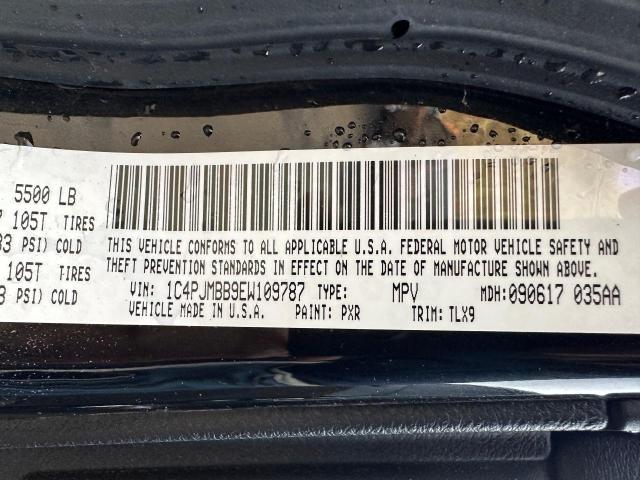 5500 LB
105T TIRES
PSI) COLD
105T TIRES
PSI) COLD
THIS VEHICLE CONFORMS TO ALL APPLICABLE U.S.A. FEDERAL MOTOR VEHICLE SAFETY AND
THEFT PREVENTION STANDARDS IN EFFECT ON THE DATE OF MANUFACTURE SHOWN ABOVE.
VIN: 1C4PJMBB9EW109787 TYPE: MPV MDH:090617 035AA
VEHICLE MADE IN U.S.A. PAINT: PXR TRIM: TLX9